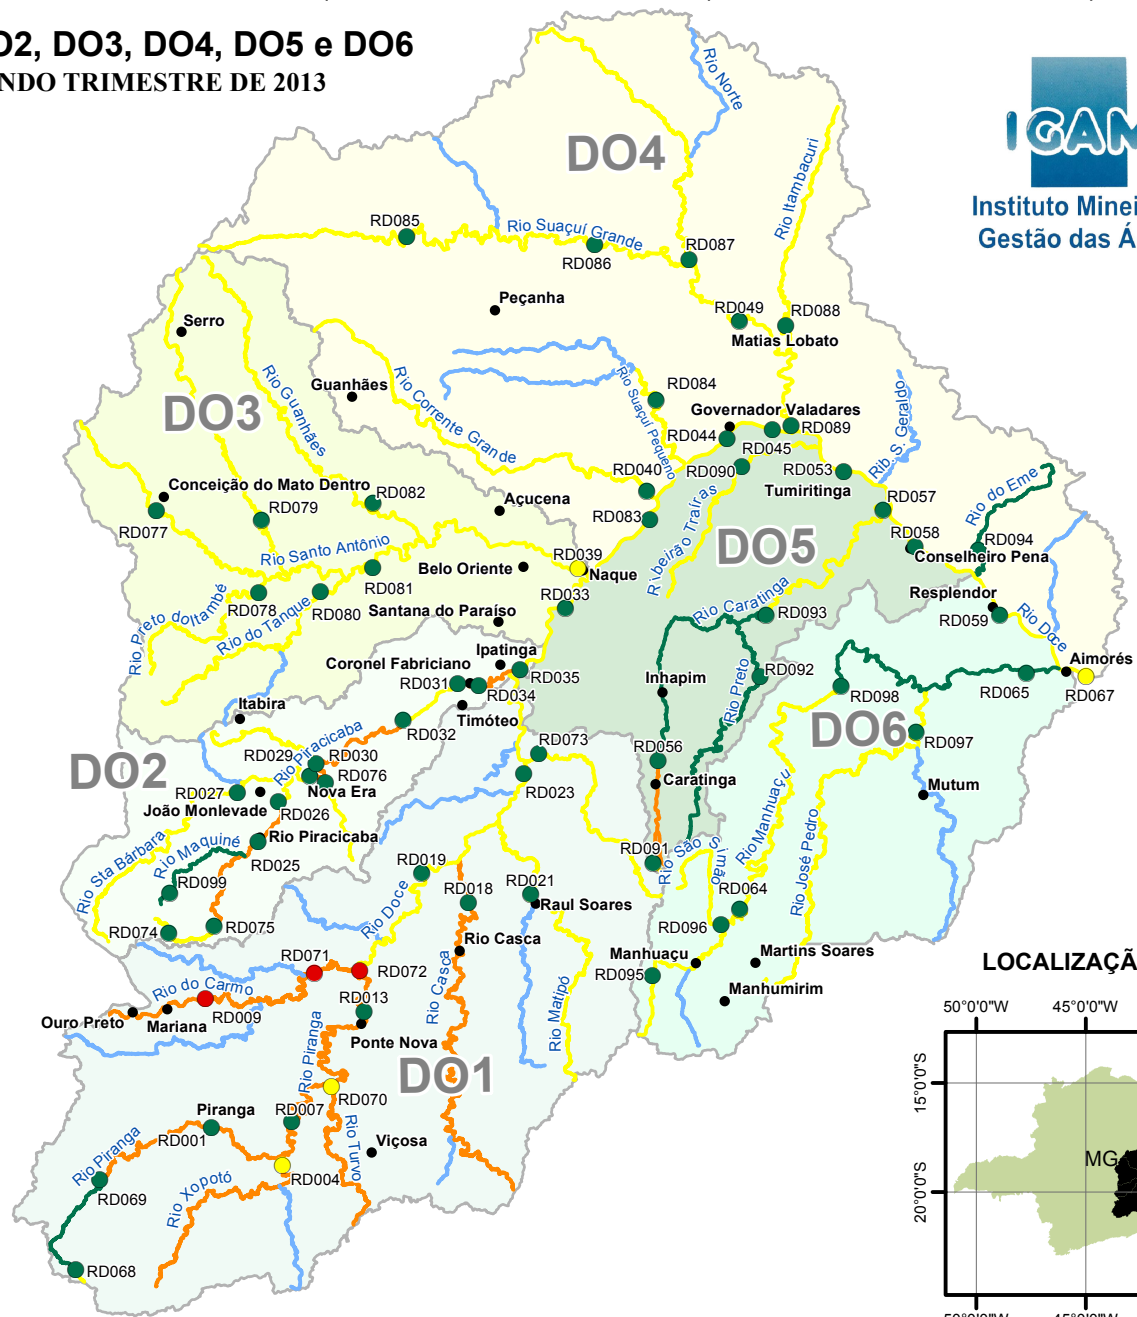 DO2, DO3, DO4, DO5 e DO6
NDO TRIMESTRE DE 2013
IGAM
Instituto Minei
Gestão das Á
Rio Norte
DO4
Rio Itambacuri
RD085
Rio Suaçuí Grande
RD086
RD087
Peçanha
Serro
RD049
RD088
Matias Lobato
Guanhães
Rio Guanhães
Rio Corrente Grande
Rio Suaçuí Pequeno
RD084
Governador Valadares
DO3
RD044
RD089
RD045
Rib. S. Geraldo
RD040
RD090
RD053
Tumiritinga
Conceição do Mato Dentro
RD082
Açucena
RD077
RD079
RD083
Ribeirão Traíras
RD057
Rio do Eme
RD058
RD094
Conselheiro Pena
DO5
Rio Santo Antônio
RD039
Belo Oriente
Naque
RD081
RD078
RD080
Rio Preto do Itambé
Rio do Tanque
Santana do Paraíso
RD033
Rio Caratinga
RD093
Resplendor
RD059
Rio Doce
Ipatinga
Coronel Fabriciano
RD035
RD031
RD034
Timóteo
Inhapim
Rio Preto
RD092
Aimorés
RD065
RD067
RD098
Itabira
RD032
DO6
RD097
DO2
RD029
Rio Piracicaba
RD030
RD076
Nova Era
RD073
RD056
Caratinga
RD023
RD027
João Monlevade
RD026
Mutum
Rio Manhuaçu
Rio José Pedro
Rio Sta Bárbara
Rio Maquiné
Rio Piracicaba
RD025
RD091
Rio São Simão
RD019
RD018
RD021
Raul Soares
RD099
RD064
RD096
RD074
RD075
Rio Doce
Rio Casca
Manhuaçu
Martins Soares
RD095
Manhumirim
RD071
RD072
Rio do Carmo
RD009
Ouro Preto
Mariana
RD013
Ponte Nova
Rio Casca
Rio Matipó
Rio Piranga
DO1
RD070
Piranga
RD007
RD001
Rio Turvo
Viçosa
Rio Piranga
RD069
RD004
Rio Xopotó
RD068
LOCALIZAÇÃ
50°0'0"W
45°0'0"W
15°0'0"S
MG
20°0'0"S
50°0'0"W
45°0'0"W